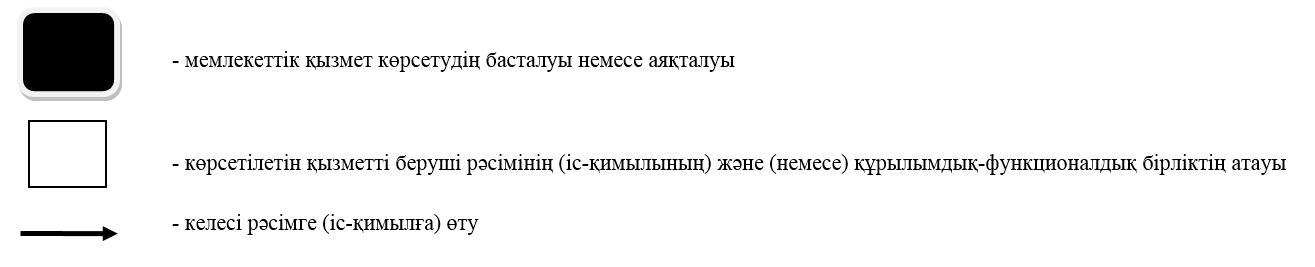 - мемлекеттік қызмет көрсетудің басталуы немесе аяқталуы
- көрсетілетін қызметті беруші рәсімінің (іс-қимылының) және (немесе) құрылымдық-функционалдық бірліктің атауы
- келесі рәсімге (іс-қимылға) өту